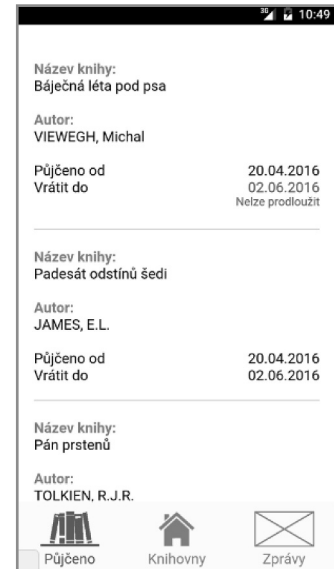 3G 10:49
Název knihy:
Báječná léta pod psa
Autor:
VIEWEGH, Michal
Půjčeno od 20.04.2016
Vrátit do 02.06.2016
Nelze prodloužit
Název knihy:
Padesát odstínů šedi
Autor:
JAMES, E.L.
Půjčeno od 20.04.2016
Vrátit do 02.06.2016
Název knihy:
Pán prstenů
Autor:
TOLKIEN, R.J.R.
Půjčeno Knihovny Zprávy